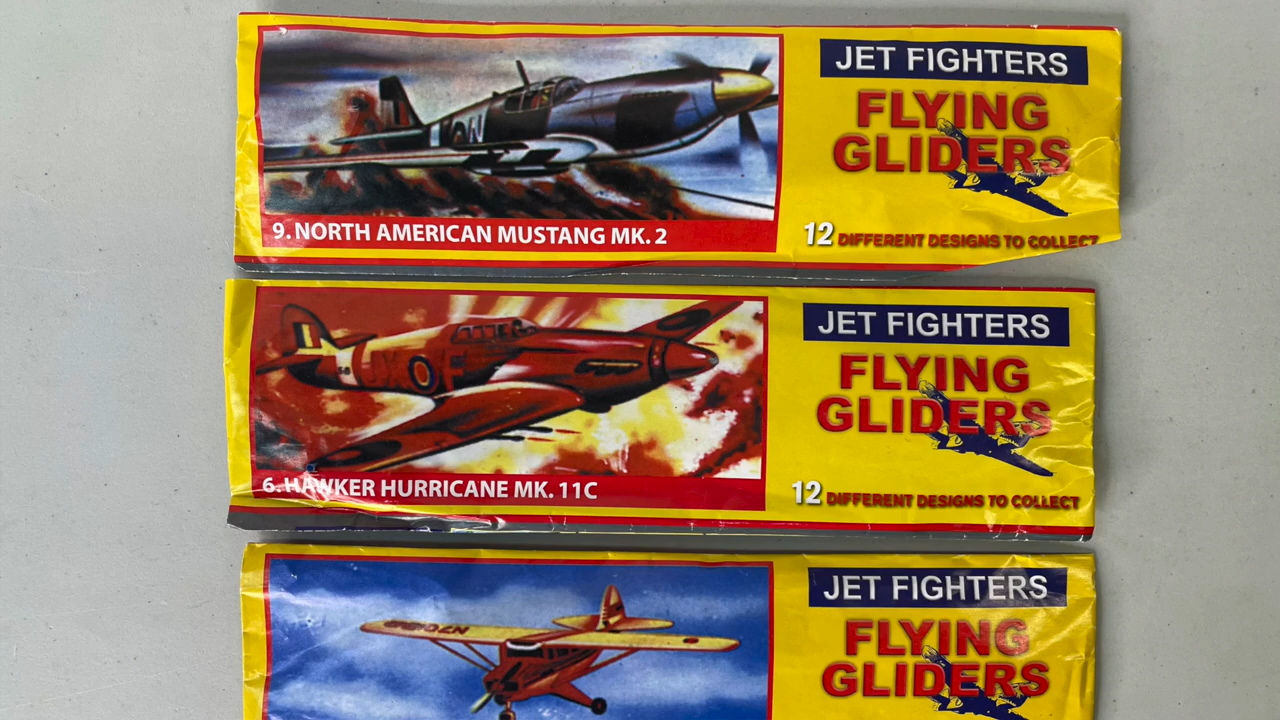 JET FIGHTERS
FLYING
GLIDERS
9. NORTH AMERICAN MUSTANG MK. 2
12 DIFFERENT DESIGNS TO COLLECT
JET FIGHTERS
FLYING
GLIDERS
6. HAWKER HURRICANE MK. 11C
12 DIFFERENT DESIGNS TO COLLECT
JET FIGHTERS
FLYING
GLIDERS